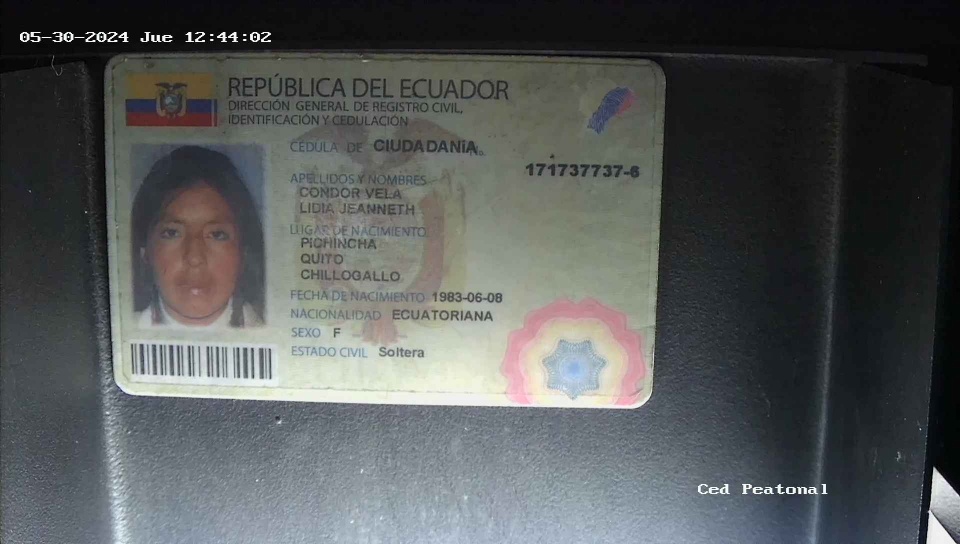 05-30-2024 Jue 12:44:02
REPÚBLICA DEL ECUADOR
DIRECCIÓN GENERAL DE REGISTRO CIVIL,
IDENTIFICACIÓN Y CEDULACIÓN
CÉDULA DE CIUDADANÍA No.
171737737-6
APELLIDOS Y NOMBRES
CONDOR VELA
LIDIA JEANNETH
LUGAR DE NACIMIENTO
PICHINCHA
QUITO
CHILLOGALLO
FECHA DE NACIMIENTO 1983-06-08
NACIONALIDAD ECUATORIANA
SEXO F
ESTADO CIVIL Soltera
Ced Peatonal